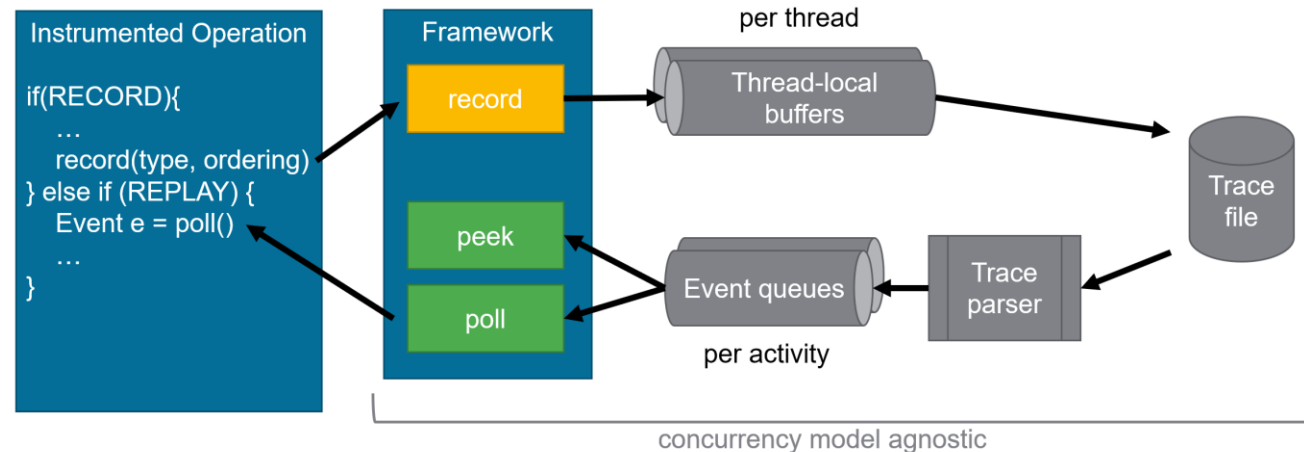 Instrumented Operation
if(RECORD){
…
record(type, ordering)
} else if (REPLAY) {
Event e = poll()
…
}
Framework
record
peek
poll
per thread
Thread-local
buffers
Event queues
per activity
Trace
parser
Trace
file
concurrency model agnostic